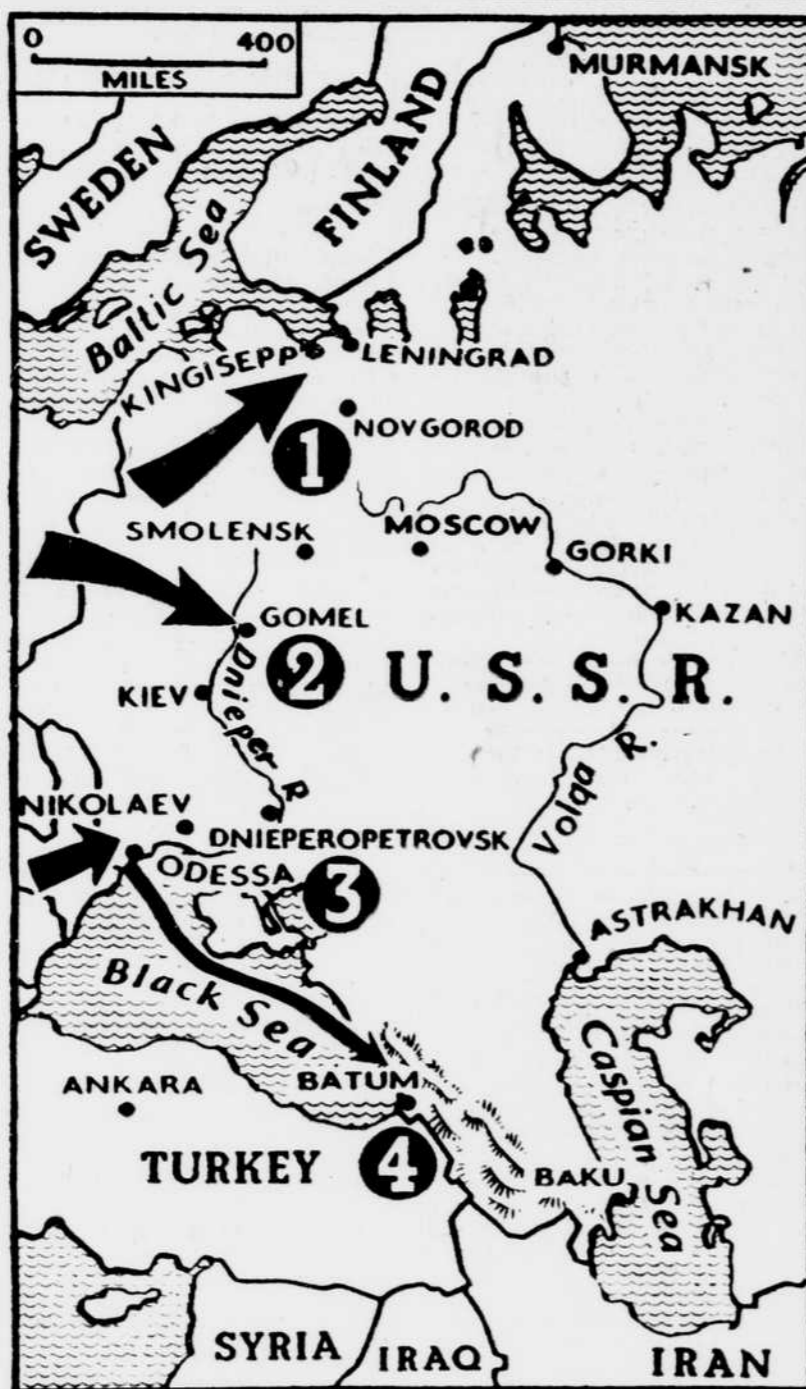 0 400
MILES
MURMANSK
SWEDEN
FINLAND
Baltic Sea
KINGISEPP
LENINGRAD
NOVGOROD
1
SMOLENSK
MOSCOW
GORKI
GOMEL
KAZAN
2
U. S. S. R.
KIEV
Dnieper R
Volga R.
NIKOLAEV
DNIEPEROPETROVSK
ODESSA
3
ASTRAKHAN
Black Sea
Caspian Sea
ANKARA
BATUM
TURKEY
4
BAKU
SYRIA
IRAQ
IRAN